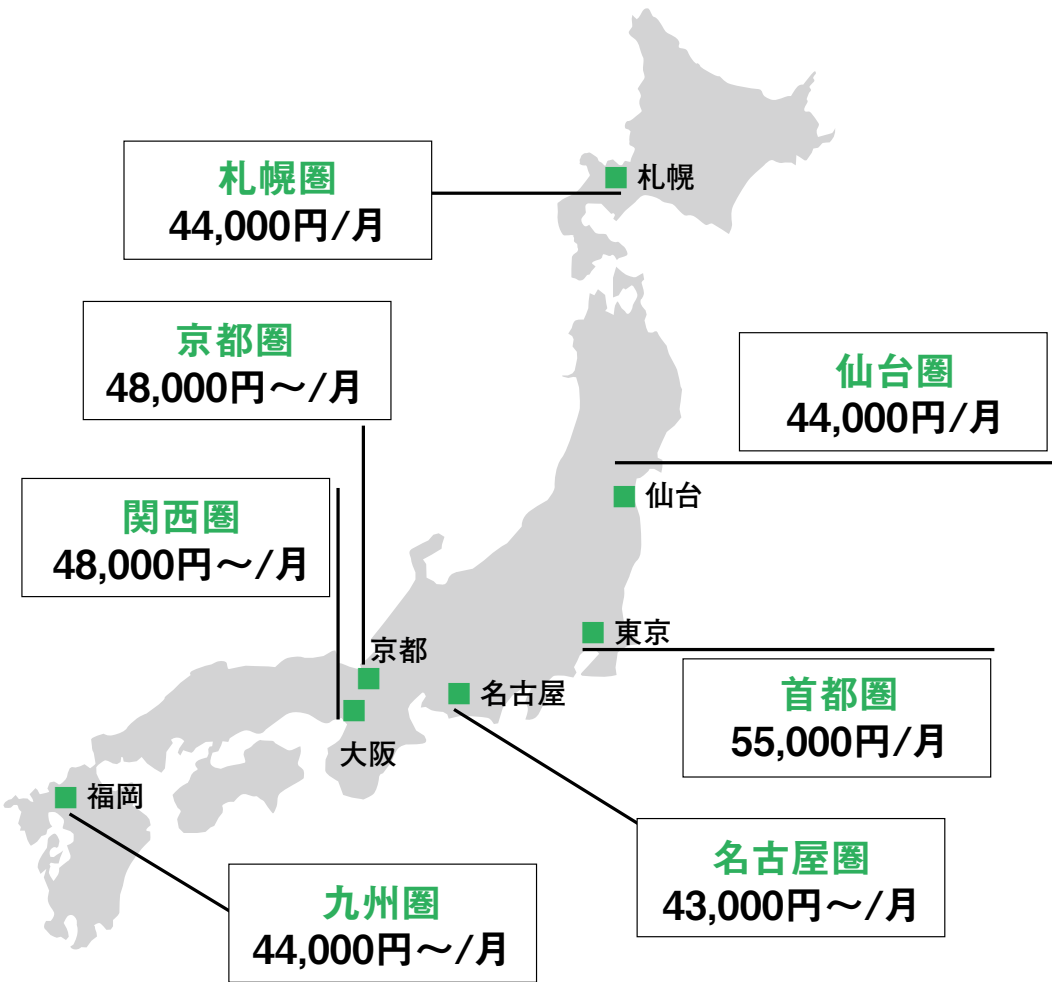 札幌圏
44,000円/月
札幌
京都圏
48,000円～/月
仙台圏
44,000円/月
仙台
関西圏
48,000円～/月
東京
京都
名古屋
首都圏
55,000円/月
大阪
福岡
名古屋圏
43,000円～/月
九州圏
44,000円～/月